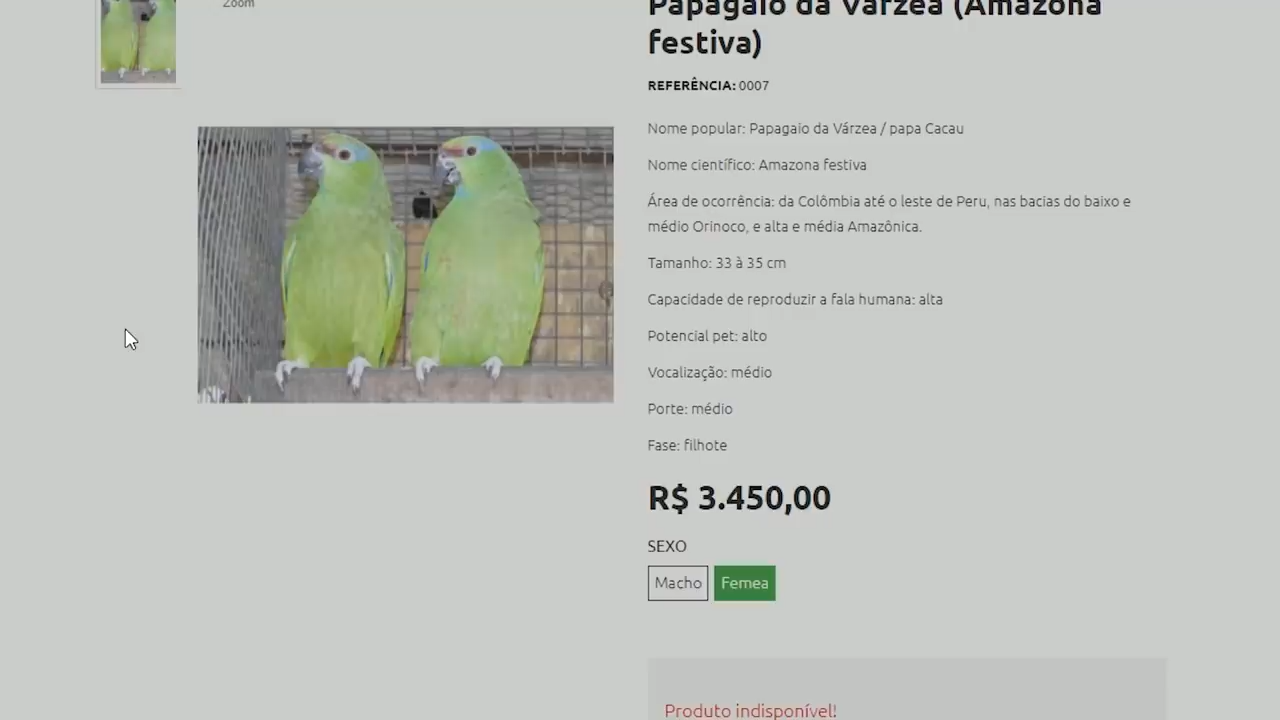 Zoom
Papagaio da Várzea (Amazona
festiva)
REFERÊNCIA: 0007
Nome popular: Papagaio da Várzea / papa Cacau
Nome científico: Amazona festiva
Área de ocorrência: da Colômbia até o leste de Peru, nas bacias do baixo e
médio Orinoco, e alta e média Amazônica.
Tamanho: 33 à 35 cm
Capacidade de reproduzir a fala humana: alta
Potencial pet: alto
Vocalização: médio
Porte: médio
Fase: filhote
R$ 3.450,00
SEXO
Macho Femea
Produto indisponível!